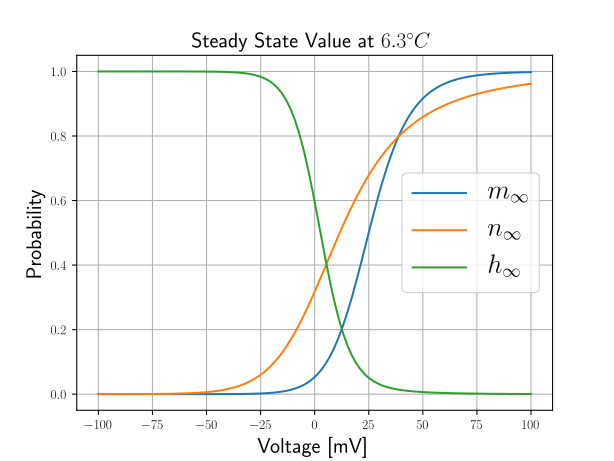 Steady State Value at 6.3°C
1.0
0.8
0.6
0.4
0.2
0.0
Probability
m∞
n∞
h∞
−100 −75 −50 −25 0 25 50 75 100
Voltage [mV]